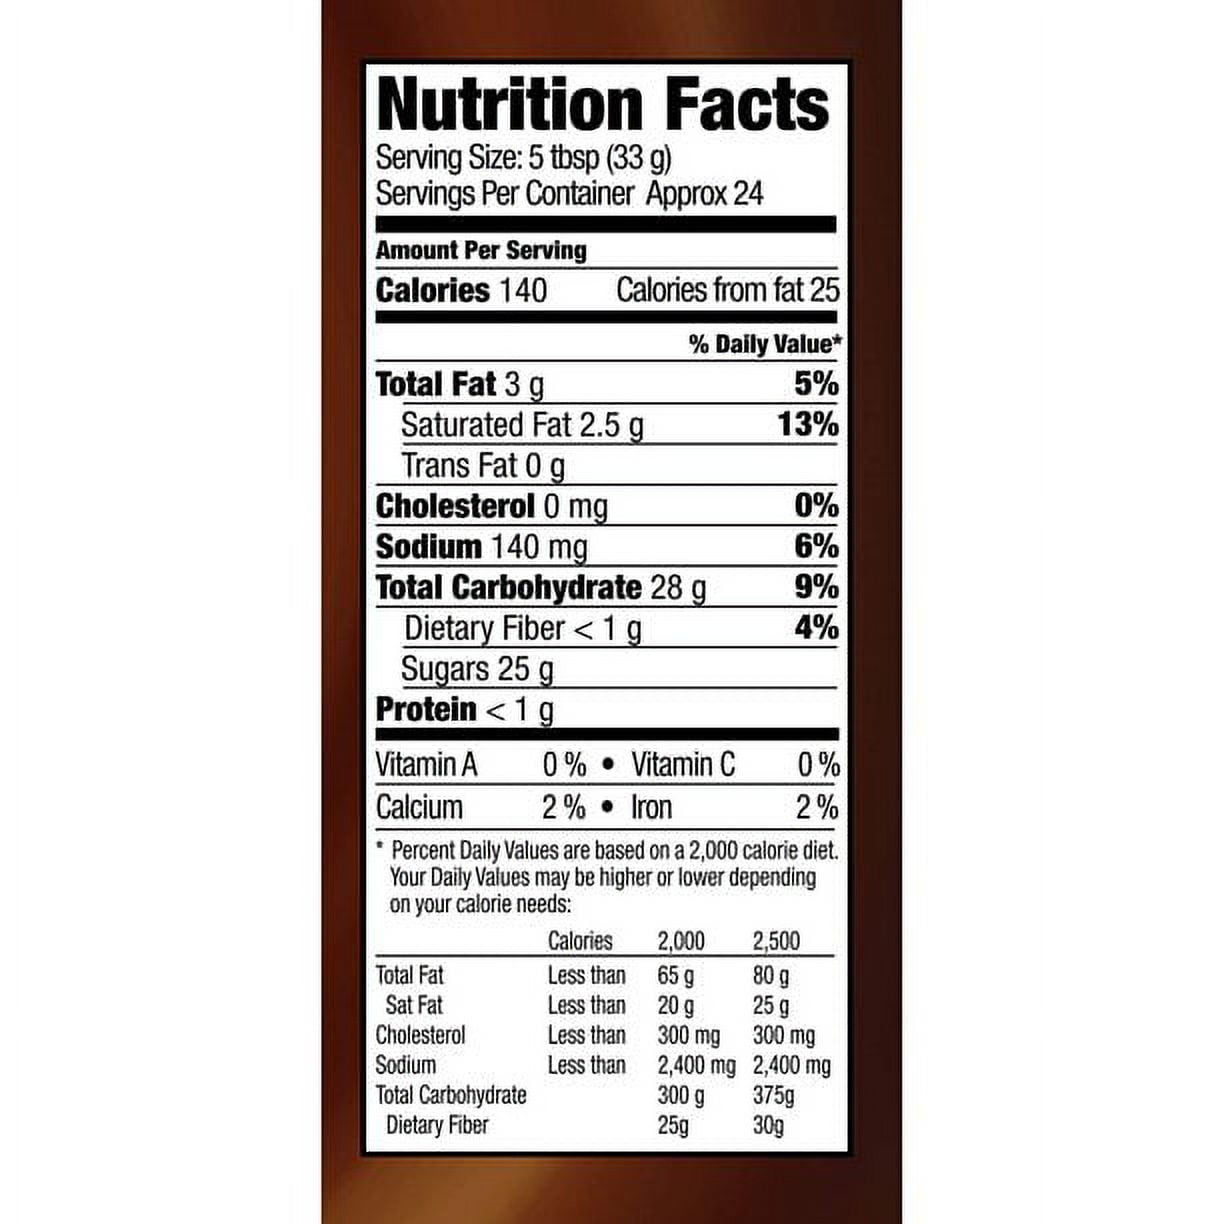 Nutrition Facts
Serving Size: 5 tbsp (33 g)
Servings Per Container Approx 24
Amount Per Serving
Calories 140 Calories from fat 25
% Daily Value*
Total Fat 3 g 5%
Saturated Fat 2.5 g 13%
Trans Fat 0 g
Cholesterol 0 mg 0%
Sodium 140 mg 6%
Total Carbohydrate 28 g 9%
Dietary Fiber < 1 g 4%
Sugars 25 g
Protein < 1 g
Vitamin A 0 % • Vitamin C 0 %
Calcium 2 % • Iron 2 %
* Percent Daily Values are based on a 2,000 calorie diet.
Your Daily Values may be higher or lower depending
on your calorie needs:
Calories 2,000 2,500
Total Fat Less than 65 g 80 g
Sat Fat Less than 20 g 25 g
Cholesterol Less than 300 mg 300 mg
Sodium Less than 2,400 mg 2,400 mg
Total Carbohydrate 300 g 375g
Dietary Fiber 25g 30g